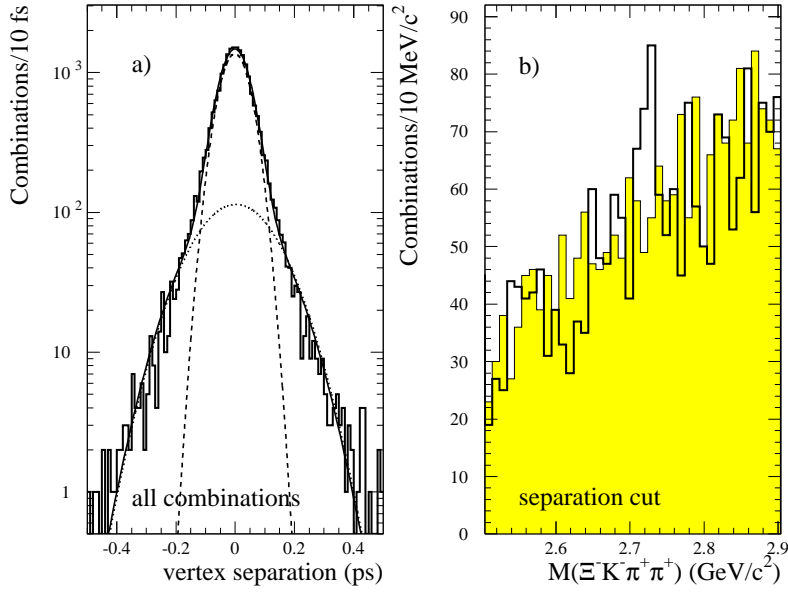 Combinations/10 fs
a)
10³
10²
10
1
all combinations
-0.4 -0.2 0 0.2 0.4
vertex separation (ps)
Combinations/10 MeV/c²
b)
90
80
70
60
50
40
30
20
10
0
separation cut
2.6 2.7 2.8 2.9
M(Ξ⁻K⁻π⁺π⁺) (GeV/c²)